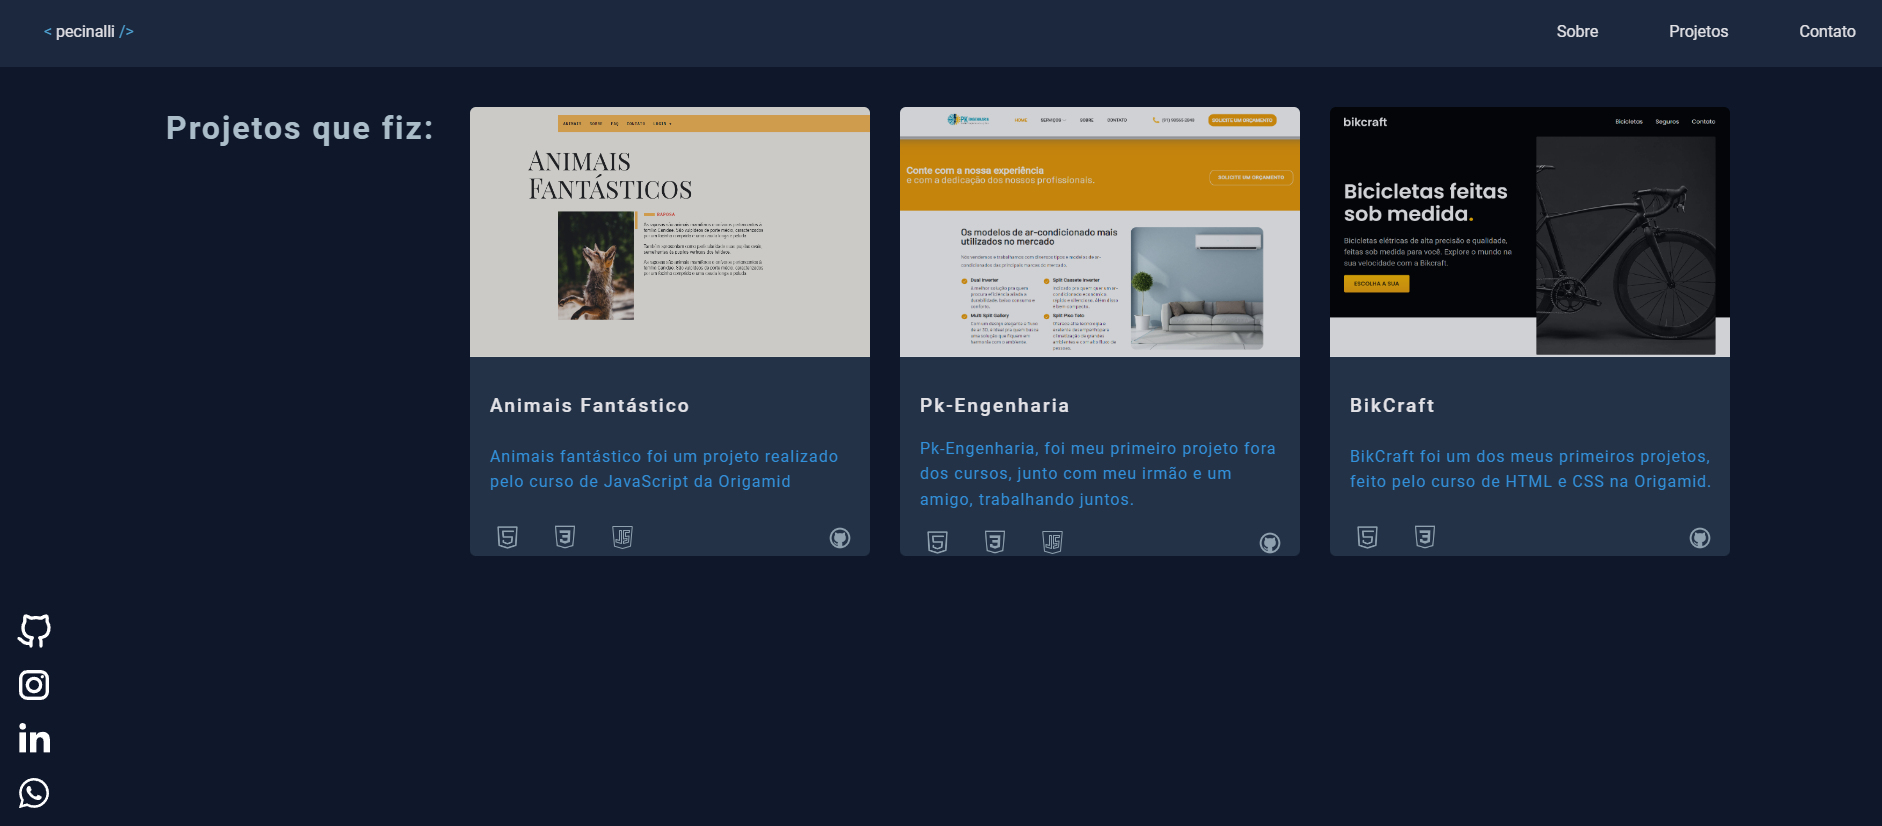 < pecinalli />
Sobre
Projetos
Contato
Projetos que fiz:
ANIMAIS SOBRE FAQ CONTATO LOGIN
ANIMAIS
FANTÁSTICOS
RAPOSA
HOME SERVIÇOS SOBRE CONTATO
SOLICITE UM ORÇAMENTO
Conte com a nossa experiência
e com a dedicação dos nossos profissionais.
SOLICITE UM ORÇAMENTO
Os modelos de ar-condicionado mais
utilizados no mercado
Dual Inverter
Split Cassete Inverter
Multi Split Gallery
Split Piso Teto
bikcraft
Bicicletas Seguros Contato
Bicicletas feitas
sob medida.
Bicicletas elétricas de alta precisão e qualidade,
feitas sob medida para você. Explore o mundo na
sua velocidade com a Bikcraft.
ESCOLHA A SUA
Animais Fantástico
Animais fantástico foi um projeto realizado
pelo curso de JavaScript da Origamid
Pk-Engenharia
Pk-Engenharia, foi meu primeiro projeto fora
dos cursos, junto com meu irmão e um
amigo, trabalhando juntos.
BikCraft
BikCraft foi um dos meus primeiros projetos,
feito pelo curso de HTML e CSS na Origamid.